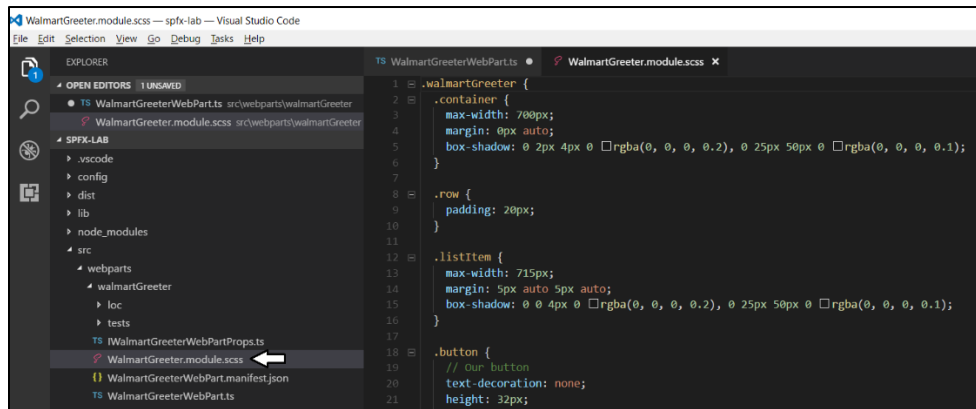 WalmartGreeter.module.scss — spfx-lab — Visual Studio Code
File Edit Selection View Go Debug Tasks Help
EXPLORER
OPEN EDITORS 1 UNSAVED
TS WalmartGreeterWebPart.ts src\webparts\walmartGreeter
WalmartGreeter.module.scss src\webparts\walmartGreeter
SPFX-LAB
.vscode
config
dist
lib
node_modules
src
webparts
walmartGreeter
loc
tests
TS IWalmartGreeterWebPartProps.ts
WalmartGreeter.module.scss
{} WalmartGreeterWebPart.manifest.json
TS WalmartGreeterWebPart.ts
1
TS WalmartGreeterWebPart.ts
WalmartGreeter.module.scss ×
1 .walmartGreeter {
2 .container {
3 max-width: 700px;
4 margin: 0px auto;
5 box-shadow: 0 2px 4px 0 rgba(0, 0, 0, 0.2), 0 25px 50px 0 rgba(0, 0, 0, 0.1);
6 }
7
8 .row {
9 padding: 20px;
10 }
11
12 .listItem {
13 max-width: 715px;
14 margin: 5px auto 5px auto;
15 box-shadow: 0 0 4px 0 rgba(0, 0, 0, 0.2), 0 25px 50px 0 rgba(0, 0, 0, 0.1);
16 }
17
18 .button {
19 // Our button
20 text-decoration: none;
21 height: 32px;